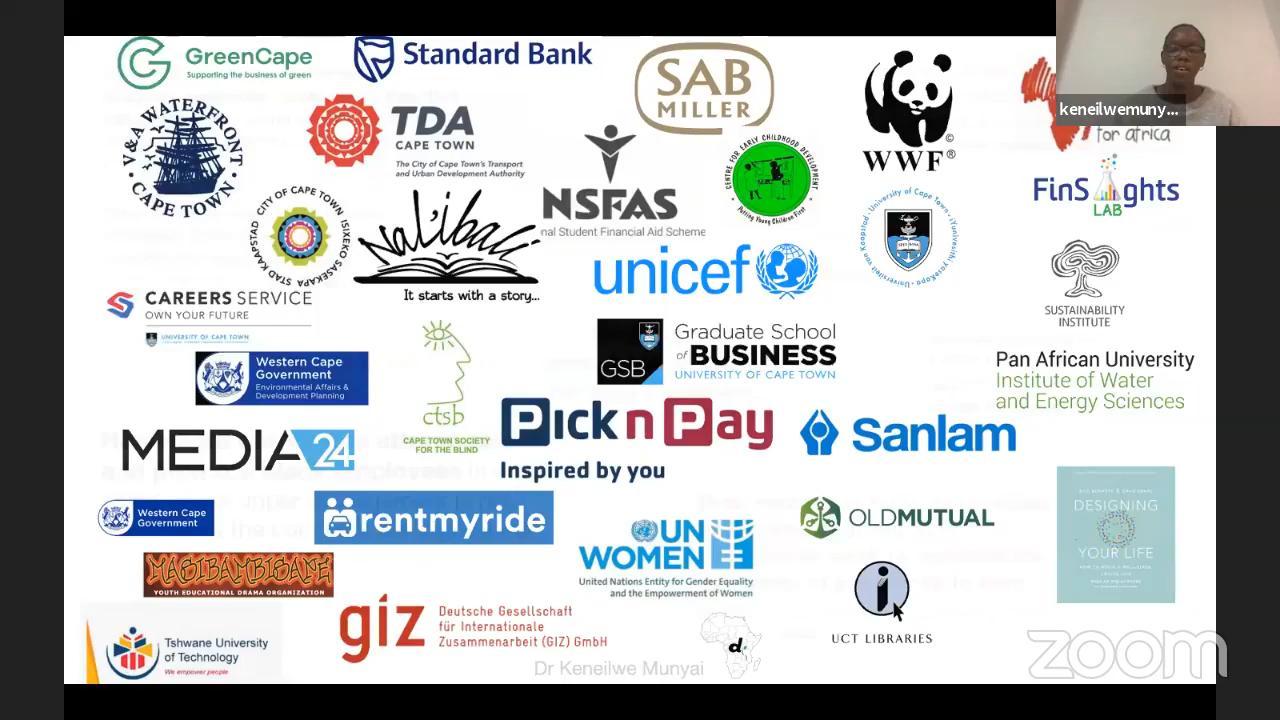 GreenCape
Supporting the business of green
Standard Bank
SAB
MILLER
WWF
©
®
keneilwemuny...
for africa
V&A WATERFRONT
CAPE TOWN
TDA
CAPE TOWN
The City of Cape Town's Transport
and Urban Development Authority
NSFAS
nal Student Financial Aid Scheme
CENTRE FOR EARLY CHILDHOOD DEVELOPMENT
Putting Young Children First
FinS ghts
LAB
CITY OF CAPE TOWN
ISIXEKO SASEKAPA
STAD KAAPSTAD
Nal'ibali
It starts with a story...
unicef
University of Cape Town
iYunivesithi yaseKapa
Universiteit van Kaapstad
SUSTAINABILITY
INSTITUTE
CAREERS SERVICE
OWN YOUR FUTURE
UNIVERSITY OF CAPE TOWN
Western Cape
Government
Environmental Affairs &
Development Planning
ctsb
CAPE TOWN SOCIETY
FOR THE BLIND
GSB
Graduate School
of BUSINESS
UNIVERSITY OF CAPE TOWN
Pan African University
Institute of Water
and Energy Sciences
MEDIA24
Pick n Pay
Inspired by you
Sanlam
Western Cape
Government
rentmyride
UN
WOMEN
United Nations Entity for Gender Equality
and the Empowerment of Women
OLDMUTUAL
DESIGNING
YOUR LIFE
MASIBAMBISANE
YOUTH EDUCATIONAL DRAMA ORGANIZATION
i
UCT LIBRARIES
Tshwane University
of Technology
We empower people
giz
Deutsche Gesellschaft
für Internationale
Zusammenarbeit (GIZ) GmbH
d.
Dr Keneilwe Munyai
zoom